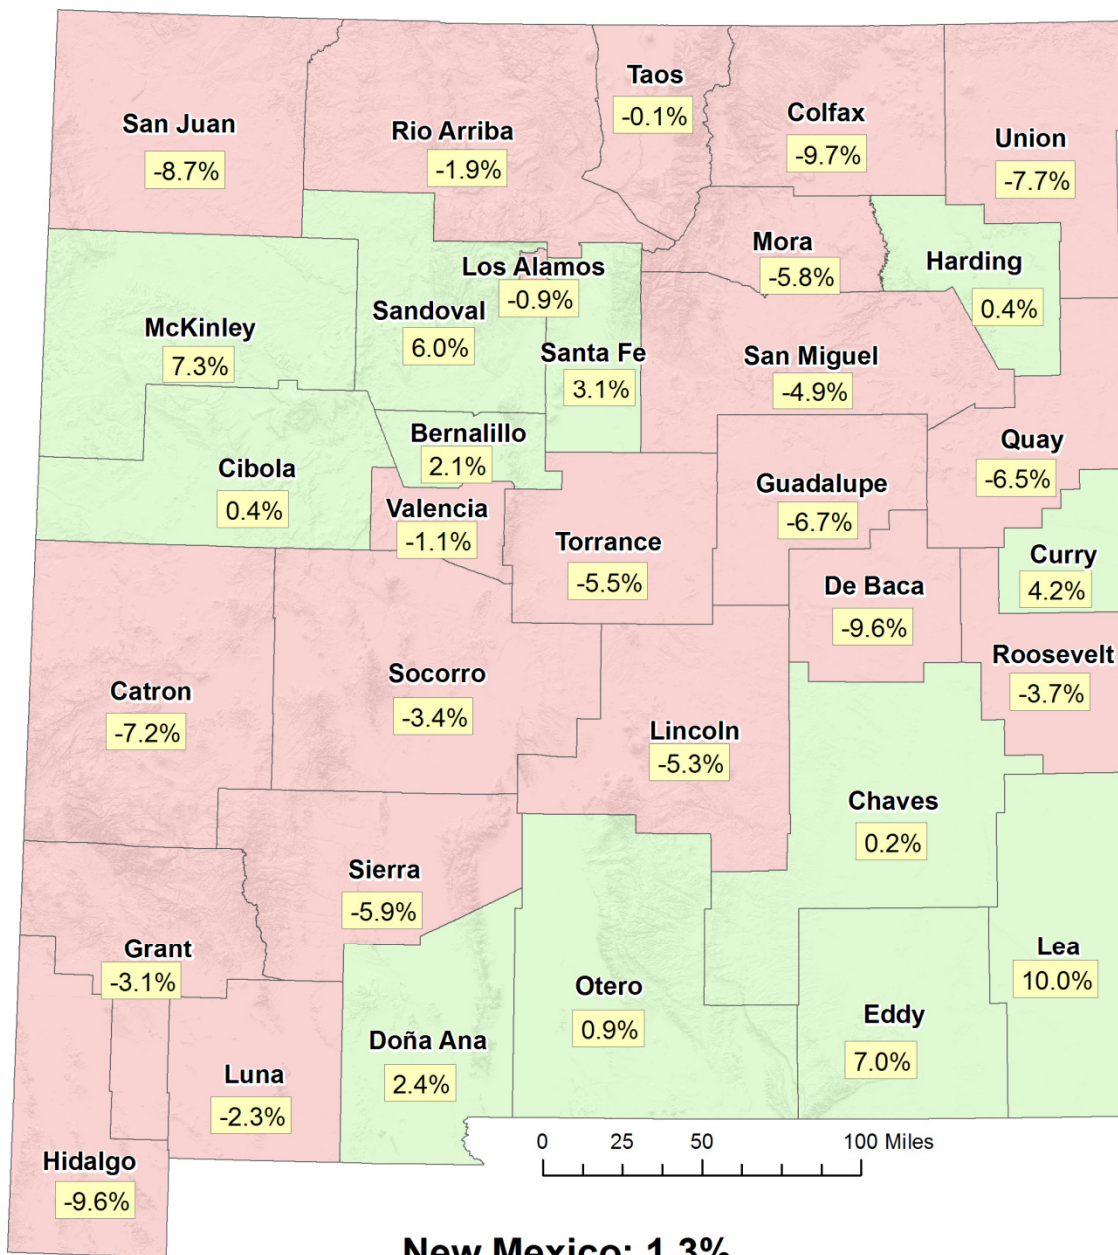 Taos
-0.1%
San Juan
-8.7%
Rio Arriba
-1.9%
Colfax
-9.7%
Union
-7.7%
Mora
-5.8%
Harding
0.4%
Los Alamos
-0.9%
Sandoval
6.0%
McKinley
7.3%
Santa Fe
3.1%
San Miguel
-4.9%
Bernalillo
2.1%
Quay
-6.5%
Cibola
0.4%
Guadalupe
-6.7%
Valencia
-1.1%
Torrance
-5.5%
Curry
4.2%
De Baca
-9.6%
Roosevelt
-3.7%
Socorro
-3.4%
Catron
-7.2%
Lincoln
-5.3%
Chaves
0.2%
Sierra
-5.9%
Grant
-3.1%
Lea
10.0%
Otero
0.9%
Eddy
7.0%
Doña Ana
2.4%
Luna
-2.3%
Hidalgo
-9.6%
0 25 50 100 Miles
New Mexico: 1.3%